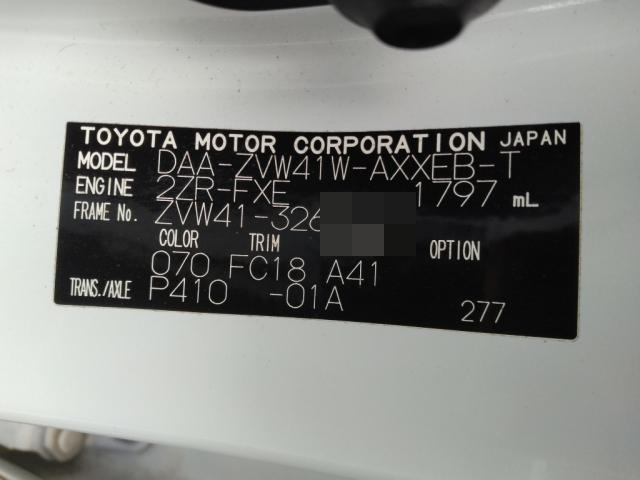 TOYOTA MOTOR CORPORATION JAPAN
MODEL DAA-ZVW41W-AXXEB-T
ENGINE 2ZR-FXE 1797 mL
FRAME No. ZVW41-326
COLOR TRIM OPTION
070 FC18 A41
TRANS./AXLE P410 -01A 277